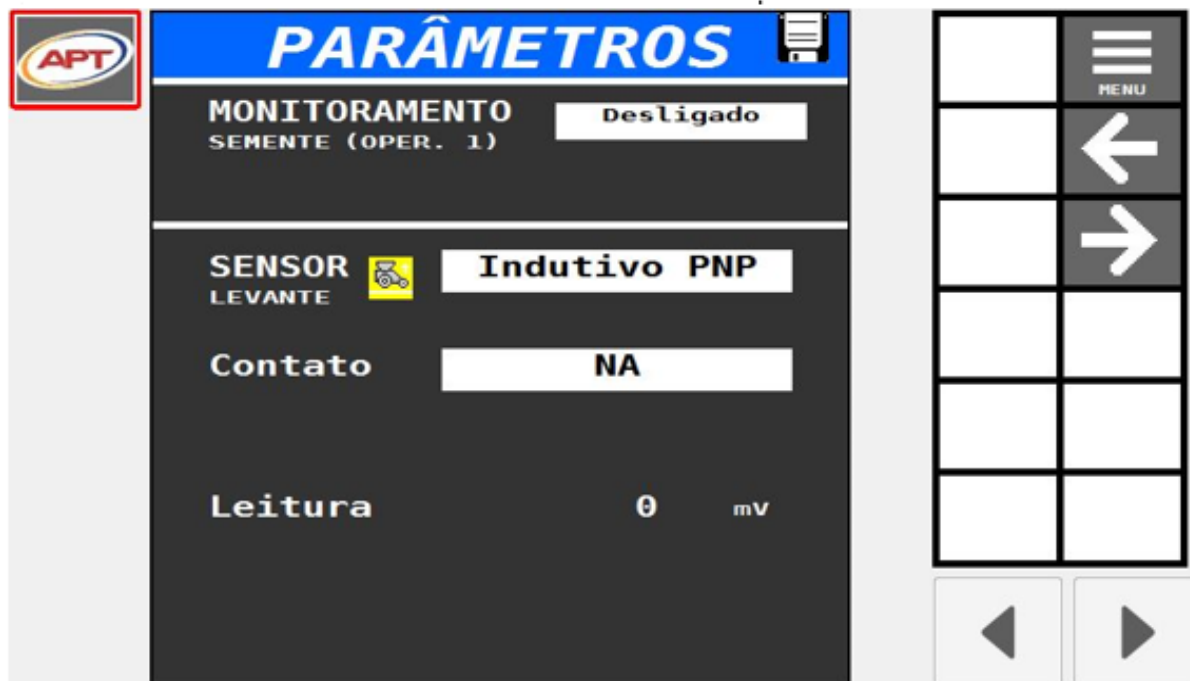 APT
PARÂMETROS
MENU
MONITORAMENTO
Desligado
SEMENTE (OPER. 1)
SENSOR
Indutivo PNP
LEVANTE
Contato
NA
Leitura
0 mV